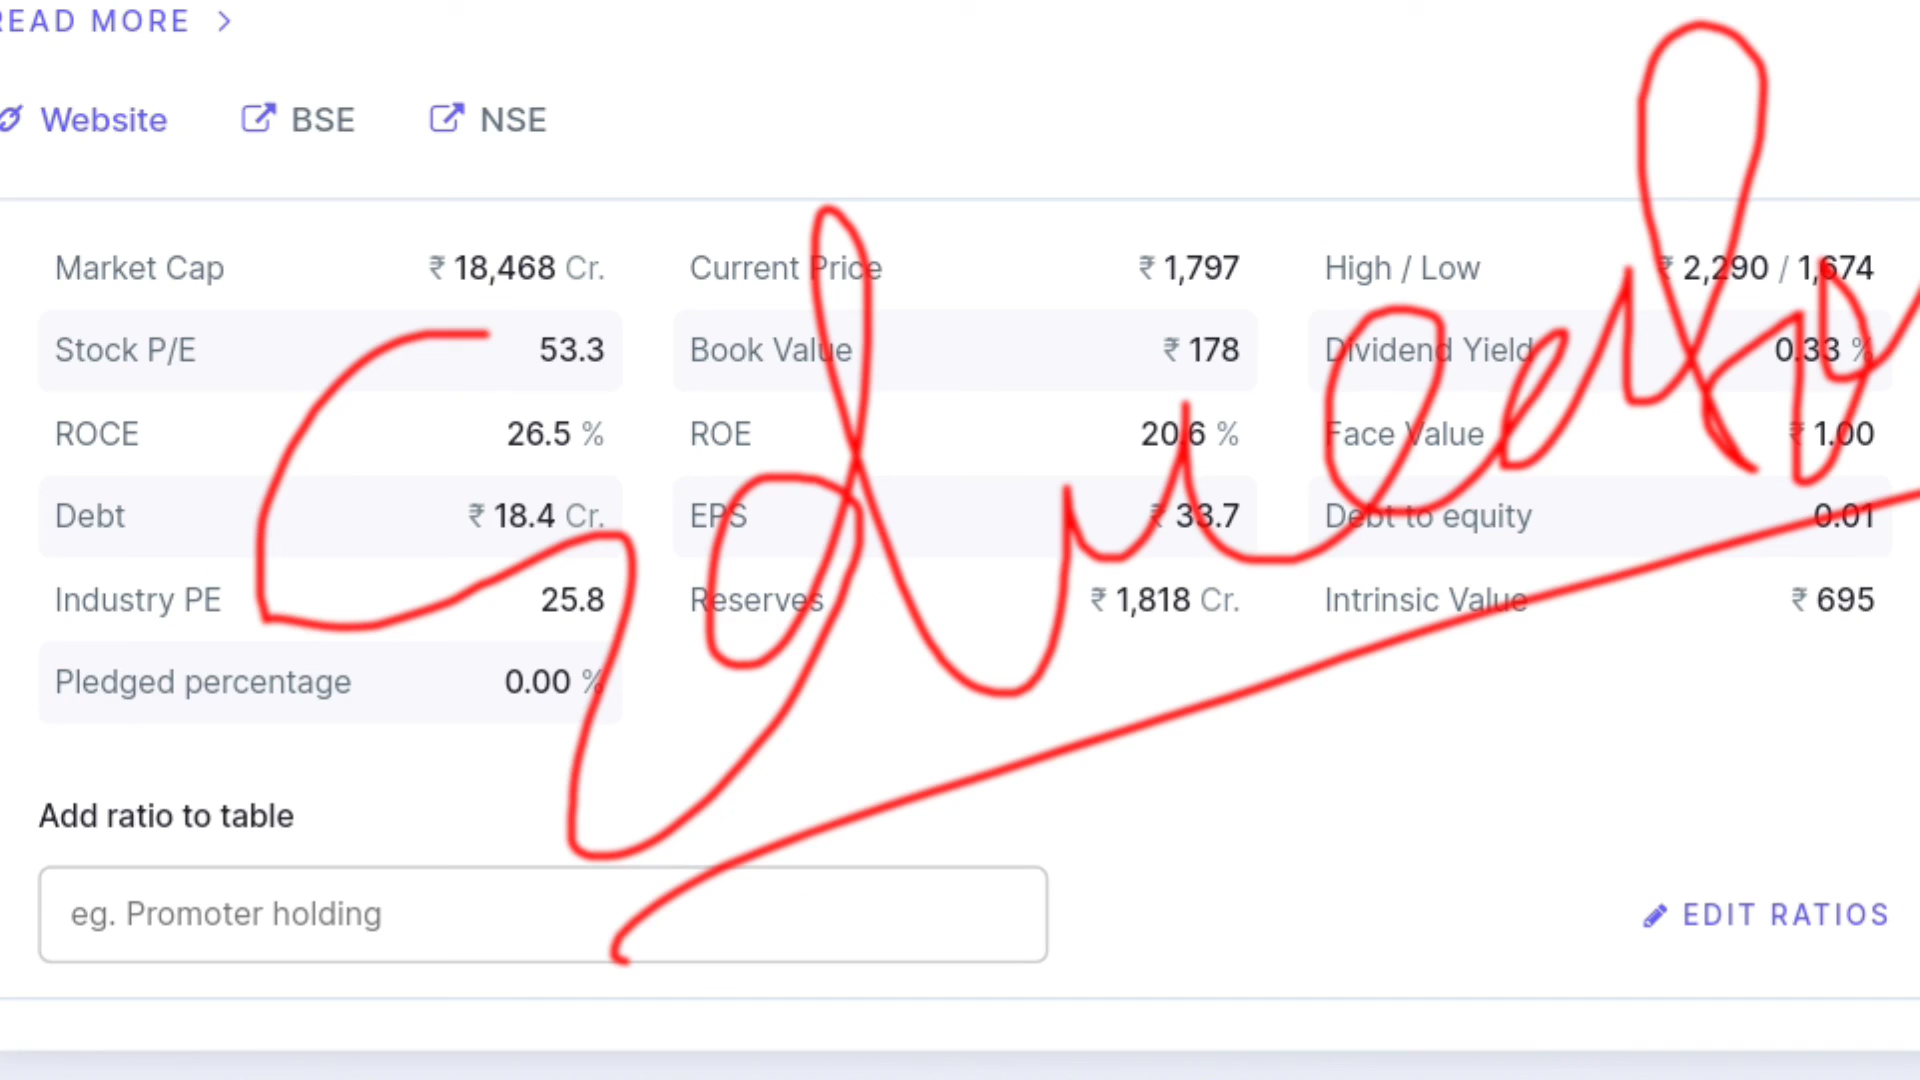 READ MORE >
Website BSE NSE
Market Cap ₹ 18,468 Cr. Current Price ₹ 1,797 High / Low ₹ 2,290 / 1,674
Stock P/E 53.3 Book Value ₹ 178 Dividend Yield 0.33 %
ROCE 26.5 % ROE 20.6 % Face Value ₹ 1.00
Debt ₹ 18.4 Cr. EPS ₹ 33.7 Debt to equity 0.01
Industry PE 25.8 Reserves ₹ 1,818 Cr. Intrinsic Value ₹ 695
Pledged percentage 0.00 %
Add ratio to table
eg. Promoter holding
EDIT RATIOS